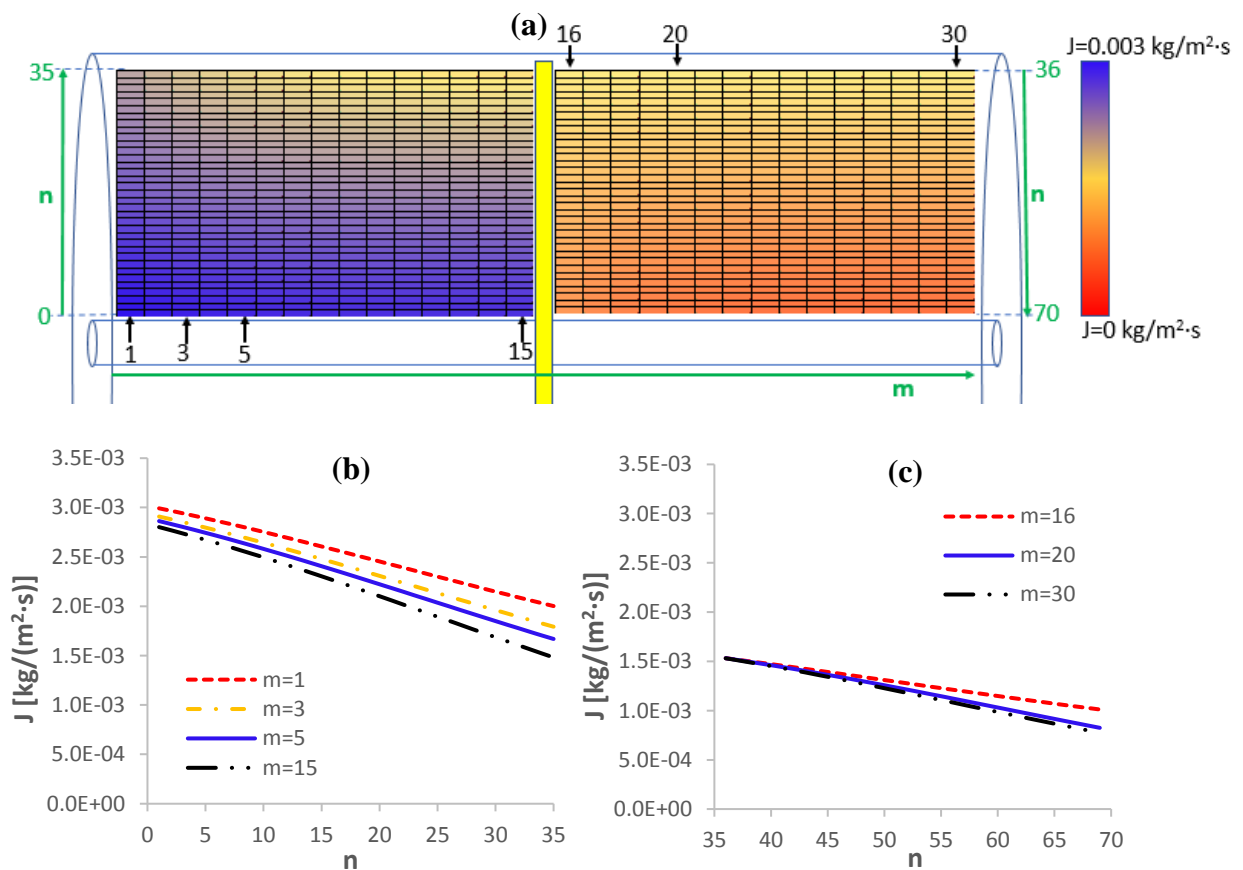 (a)
16 20 30
J=0.003 kg/m²·s
35 36
n n
0 70
1 3 5 15
J=0 kg/m²·s
m
(b)
3.5E-03
3.0E-03
2.5E-03
2.0E-03
1.5E-03
1.0E-03
5.0E-04
0.0E+00
J [kg/(m²·s)]
m=1
m=3
m=5
m=15
0 5 10 15 20 25 30 35
n
(c)
3.5E-03
3.0E-03
2.5E-03
2.0E-03
1.5E-03
1.0E-03
5.0E-04
0.0E+00
J [kg/(m²·s)]
m=16
m=20
m=30
35 40 45 50 55 60 65 70
n